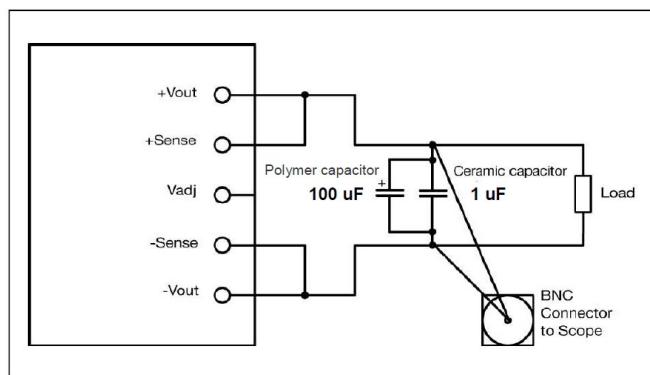 +Vout
+Sense
Vadj
-Sense
-Vout
Polymer capacitor
+
100 uF
Ceramic capacitor
1 uF
Load
BNC
Connector
to Scope